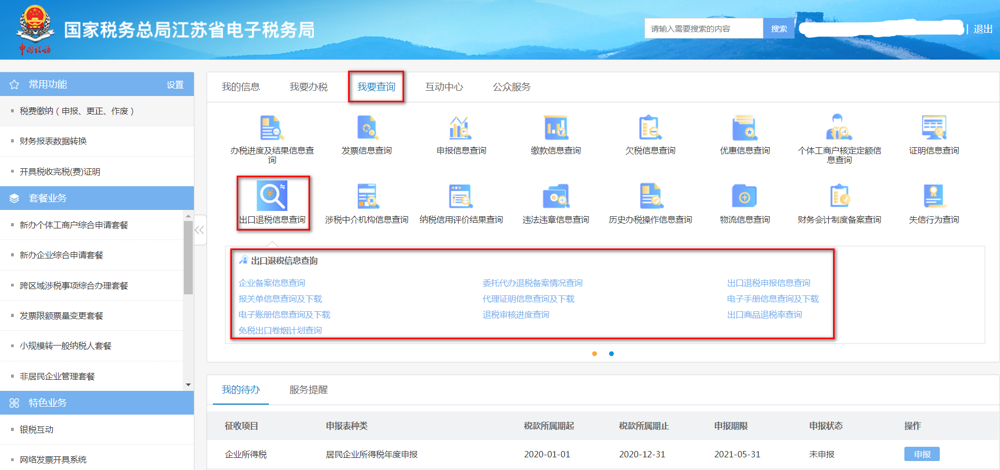 国家税务总局江苏省电子税务局
中国税务
请输入需要搜索的内容
搜索
| 退出
常用功能
设置
税费缴纳（申报、更正、作废）
财务报表数据转换
开具税收完税(费)证明
套餐业务
新办个体工商户综合申请套餐
新办企业综合申请套餐
跨区域涉税事项综合办理套餐
发票限额票量变更套餐
小规模转一般纳税人套餐
非居民企业管理套餐
特色业务
银税互动
网络发票开具系统
我的信息 我要办税 我要查询 互动中心 公众服务
办税进度及结果信息查
询
发票信息查询
申报信息查询
缴款信息查询
欠税信息查询
优惠信息查询
个体工商户核定定额信
息查询
证明信息查询
出口退税信息查询
涉税中介机构信息查询
纳税信用评价结果查询
违法违章信息查询
历史办税操作信息查询
物流信息查询
财务会计制度备案查询
失信行为查询
出口退税信息查询
企业备案信息查询 委托代办退税备案情况查询 出口退税申报信息查询
报关单信息查询及下载 代理证明信息查询及下载 电子手册信息查询及下载
电子账册信息查询及下载 退税审核进度查询 出口商品退税率查询
免税出口卷烟计划查询
我的待办 服务提醒
征收项目 申报表种类 税款所属期起 税款所属期止 申报期限 申报状态 操作
企业所得税 居民企业所得税年度申报 2020-01-01 2020-12-31 2021-05-31 未申报 申报